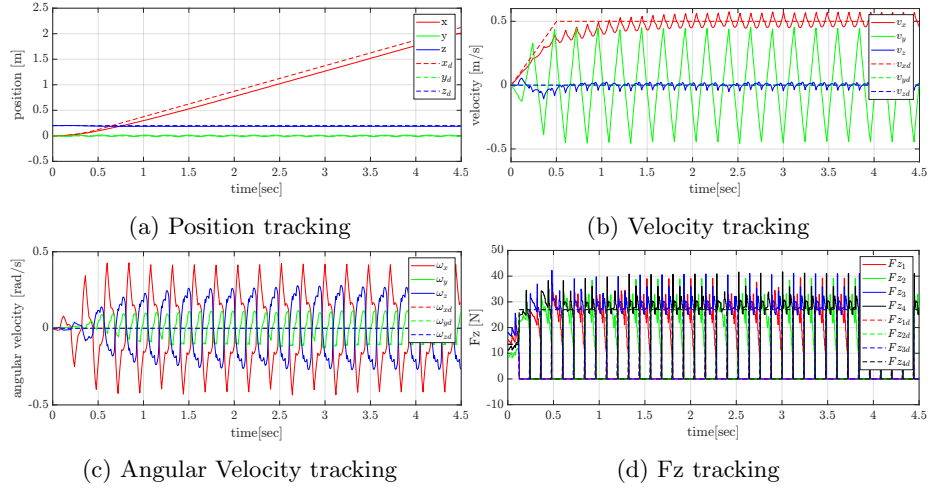 2.5
2
1.5
1
0.5
0
-0.5
position [m]
0 0.5 1 1.5 2 2.5 3 3.5 4 4.5
time[sec]
x
y
z
x_d
y_d
z_d
(a) Position tracking
0.5
0
-0.5
velocity [m/s]
0 0.5 1 1.5 2 2.5 3 3.5 4 4.5
time[sec]
v_x
v_y
v_z
v_xd
v_yd
v_zd
(b) Velocity tracking
0.5
0
-0.5
angular velocity [rad/s]
0 0.5 1 1.5 2 2.5 3 3.5 4 4.5
time[sec]
ω_x
ω_y
ω_z
ω_xd
ω_yd
ω_zd
(c) Angular Velocity tracking
50
40
30
20
10
0
-10
Fz [N]
0 0.5 1 1.5 2 2.5 3 3.5 4 4.5
time[sec]
Fz_1
Fz_2
Fz_3
Fz_4
Fz_1d
Fz_2d
Fz_3d
Fz_4d
(d) Fz tracking